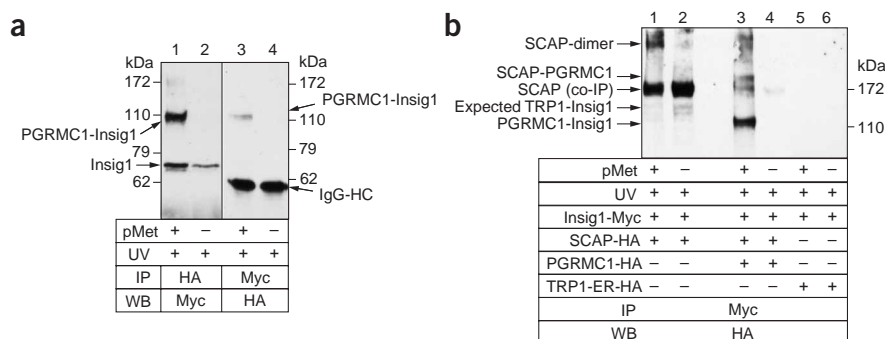 a
kDa
1 2 3 4
kDa
172
172
110
PGRMC1-Insig1
PGRMC1-Insig1
110
79
79
Insig1
62
62
IgG-HC
pMet + – + –
UV + + + +
IP HA Myc
WB Myc HA
b
1 2 3 4 5 6
SCAP-dimer
kDa
SCAP-PGRMC1
SCAP (co-IP)
172
Expected TRP1-Insig1
PGRMC1-Insig1
110
pMet + – + – + –
UV + + + + + +
Insig1-Myc + + + + + +
SCAP-HA + + + + – –
PGRMC1-HA – – + + – –
TRP1-ER-HA – – – – + +
IP Myc
WB HA